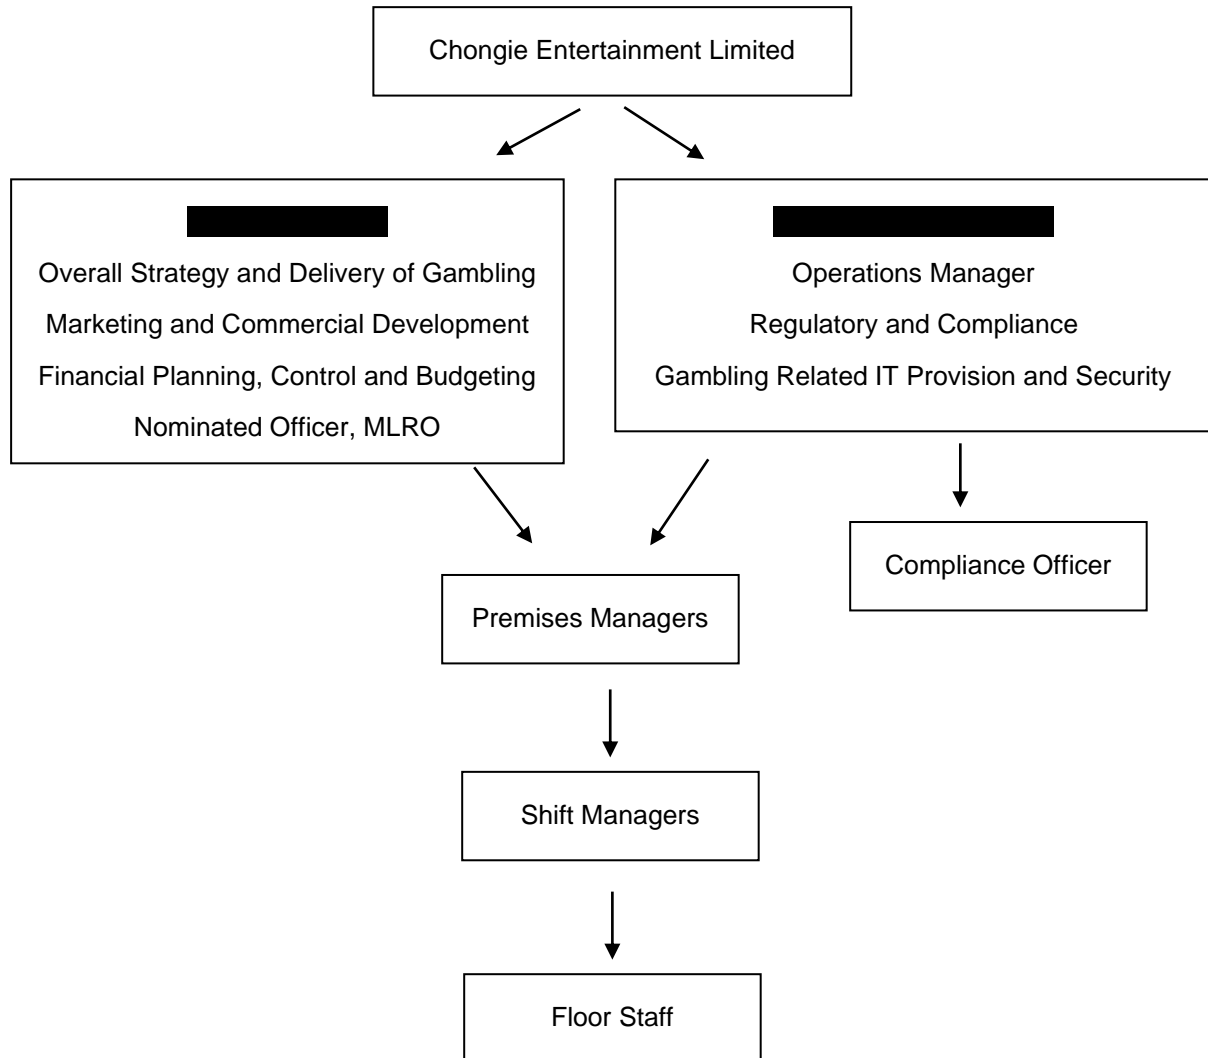 Chongie Entertainment Limited
Overall Strategy and Delivery of Gambling
Marketing and Commercial Development
Financial Planning, Control and Budgeting
Nominated Officer, MLRO
Operations Manager
Regulatory and Compliance
Gambling Related IT Provision and Security
Compliance Officer
Premises Managers
Shift Managers
Floor Staff